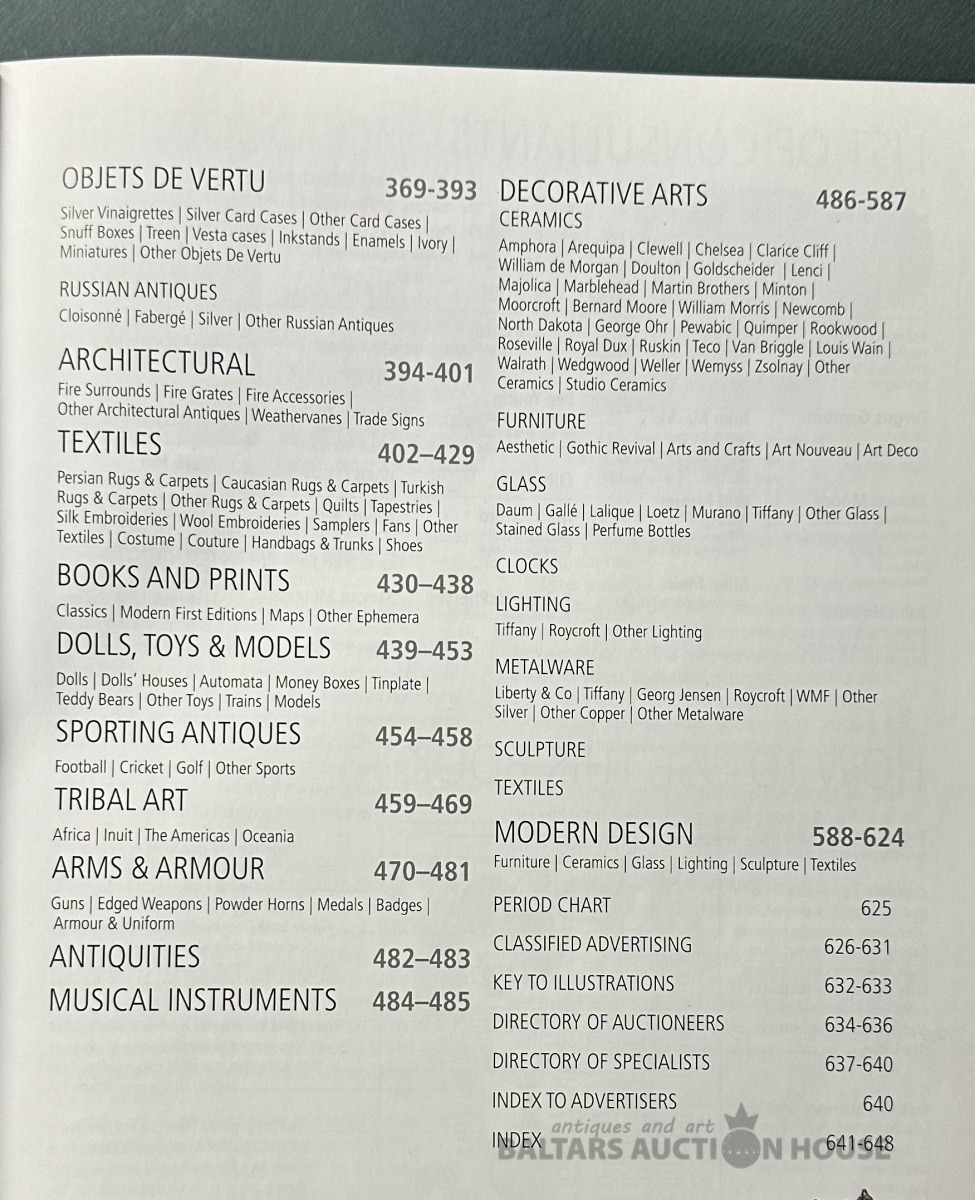 OBJETS DE VERTU 369-393
Silver Vinaigrettes | Silver Card Cases | Other Card Cases |
Snuff Boxes | Treen | Vesta cases | Inkstands | Enamels | Ivory |
Miniatures | Other Objets De Vertu
RUSSIAN ANTIQUES
Cloisonné | Fabergé | Silver | Other Russian Antiques
ARCHITECTURAL 394-401
Fire Surrounds | Fire Grates | Fire Accessories |
Other Architectural Antiques | Weathervanes | Trade Signs
TEXTILES 402–429
Persian Rugs & Carpets | Caucasian Rugs & Carpets | Turkish
Rugs & Carpets | Other Rugs & Carpets | Quilts | Tapestries |
Silk Embroideries | Wool Embroideries | Samplers | Fans | Other
Textiles | Costume | Couture | Handbags & Trunks | Shoes
BOOKS AND PRINTS 430–438
Classics | Modern First Editions | Maps | Other Ephemera
DOLLS, TOYS & MODELS 439–453
Dolls | Dolls' Houses | Automata | Money Boxes | Tinplate |
Teddy Bears | Other Toys | Trains | Models
SPORTING ANTIQUES 454–458
Football | Cricket | Golf | Other Sports
TRIBAL ART 459–469
Africa | Inuit | The Americas | Oceania
ARMS & ARMOUR 470–481
Guns | Edged Weapons | Powder Horns | Medals | Badges |
Armour & Uniform
ANTIQUITIES 482–483
MUSICAL INSTRUMENTS 484–485
DECORATIVE ARTS 486-587
CERAMICS
Amphora | Arequipa | Clewell | Chelsea | Clarice Cliff |
William de Morgan | Doulton | Goldscheider | Lenci |
Majolica | Marblehead | Martin Brothers | Minton |
Moorcroft | Bernard Moore | William Morris | Newcomb |
North Dakota | George Ohr | Pewabic | Quimper | Rookwood |
Roseville | Royal Dux | Ruskin | Teco | Van Briggle | Louis Wain |
Walrath | Wedgwood | Weller | Wemyss | Zsolnay | Other
Ceramics | Studio Ceramics
FURNITURE
Aesthetic | Gothic Revival | Arts and Crafts | Art Nouveau | Art Deco
GLASS
Daum | Gallé | Lalique | Loetz | Murano | Tiffany | Other Glass |
Stained Glass | Perfume Bottles
CLOCKS
LIGHTING
Tiffany | Roycroft | Other Lighting
METALWARE
Liberty & Co | Tiffany | Georg Jensen | Roycroft | WMF | Other
Silver | Other Copper | Other Metalware
SCULPTURE
TEXTILES
MODERN DESIGN 588-624
Furniture | Ceramics | Glass | Lighting | Sculpture | Textiles
PERIOD CHART 625
CLASSIFIED ADVERTISING 626-631
KEY TO ILLUSTRATIONS 632-633
DIRECTORY OF AUCTIONEERS 634-636
DIRECTORY OF SPECIALISTS 637-640
INDEX TO ADVERTISERS 640
INDEX 641-648
antiques and art
BALTARS AUCTION HOUSE